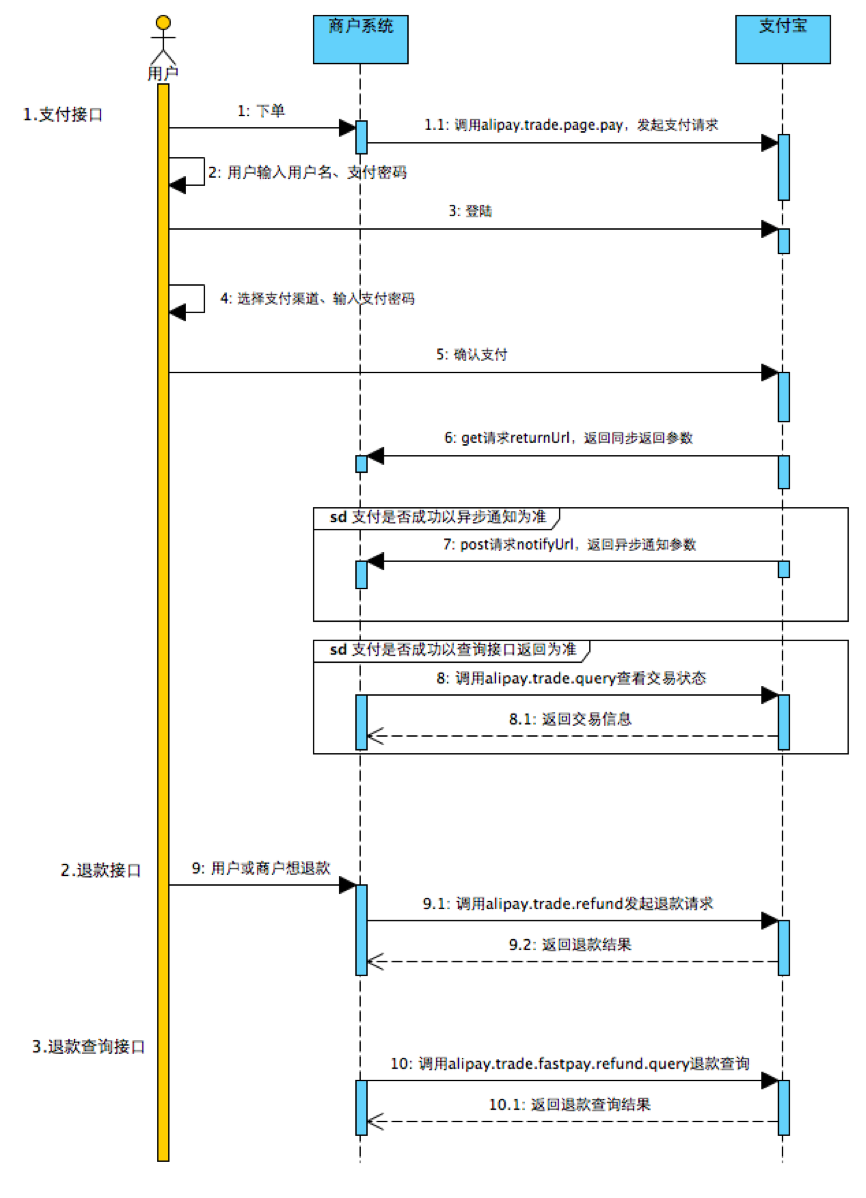 商户系统
支付宝
用户
1.支付接口
1: 下单
1.1: 调用alipay.trade.page.pay，发起支付请求
2: 用户输入用户名、支付密码
3: 登陆
4: 选择支付渠道、输入支付密码
5: 确认支付
6: get请求returnUrl，返回同步返回参数
sd 支付是否成功以异步通知为准
7: post请求notifyUrl，返回异步通知参数
sd 支付是否成功以查询接口返回为准
8: 调用alipay.trade.query查看交易状态
8.1: 返回交易信息
2.退款接口
9: 用户或商户想退款
9.1: 调用alipay.trade.refund发起退款请求
9.2: 返回退款结果
3.退款查询接口
10: 调用alipay.trade.fastpay.refund.query退款查询
10.1: 返回退款查询结果